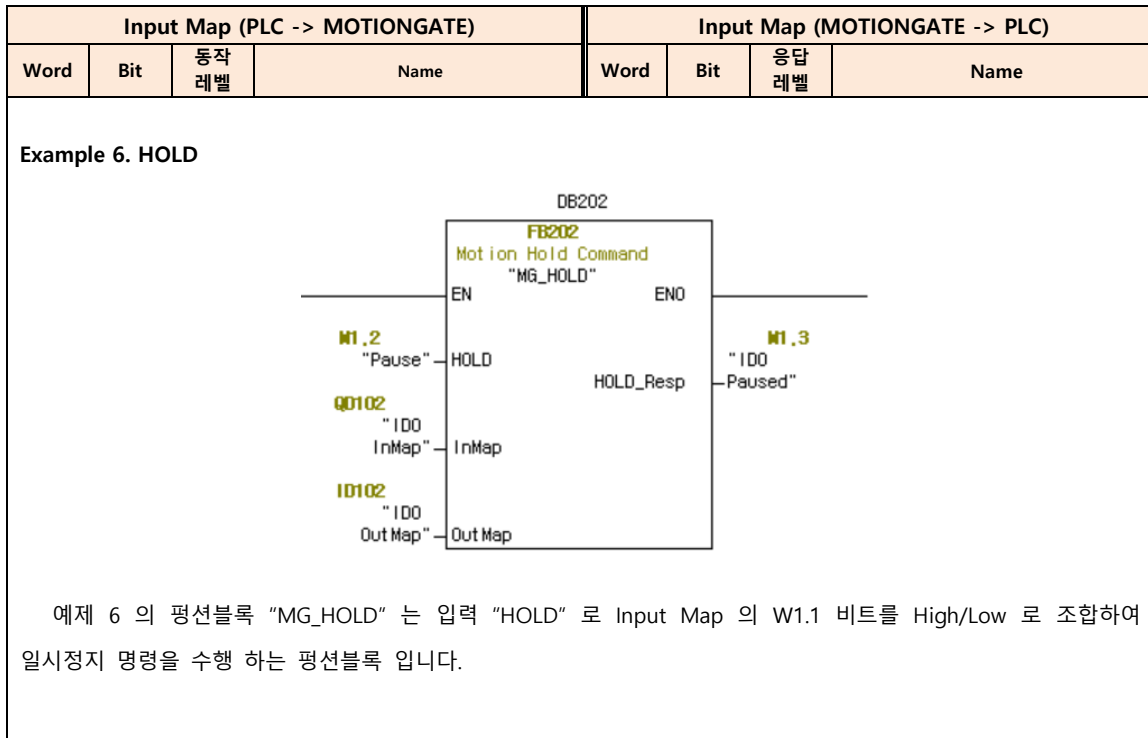 Input Map (PLC -> MOTIONGATE) Input Map (MOTIONGATE -> PLC)
Word Bit 동작 레벨 Name Word Bit 응답 레벨 Name
Example 6. HOLD
DB202
FB202
Motion Hold Command
"MG_HOLD"
EN ENO
M1.2 M1.3
"Pause" HOLD "ID0
HOLD_Resp Paused"
QD102
"ID0
InMap" InMap
ID102
"ID0
OutMap" OutMap
예제 6 의 펑션블록 “MG_HOLD” 는 입력 “HOLD” 로 Input Map 의 W1.1 비트를 High/Low 로 조합하여
일시정지 명령을 수행 하는 펑션블록 입니다.